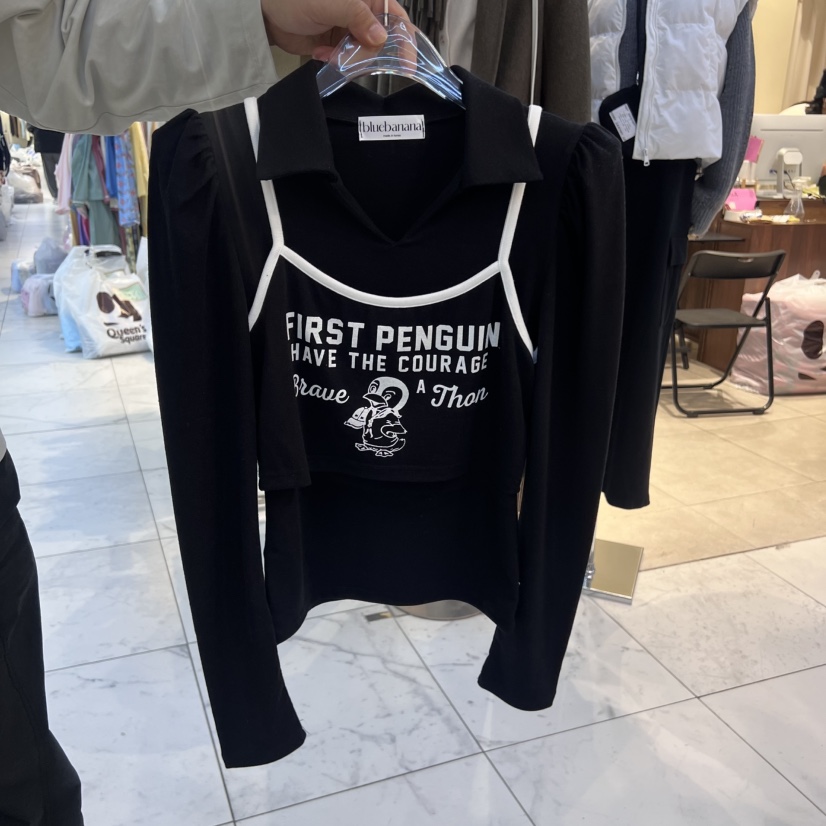 bluebanana
FIRST PENGUIN
HAVE THE COURAGE
Brave A Thon
Queen's
Square